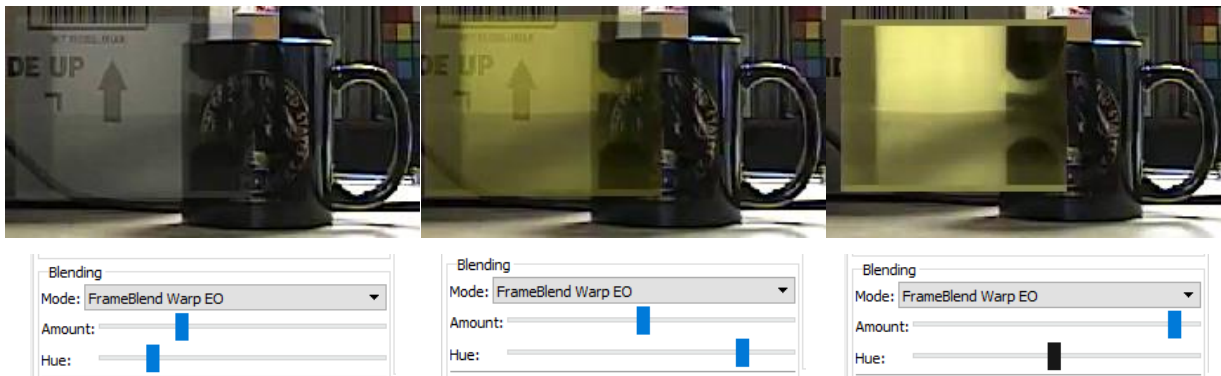 DE UP
DE UP
Blending
Mode: FrameBlend Warp EO
Amount:
Hue:
Blending
Mode: FrameBlend Warp EO
Amount:
Hue:
Blending
Mode: FrameBlend Warp EO
Amount:
Hue: